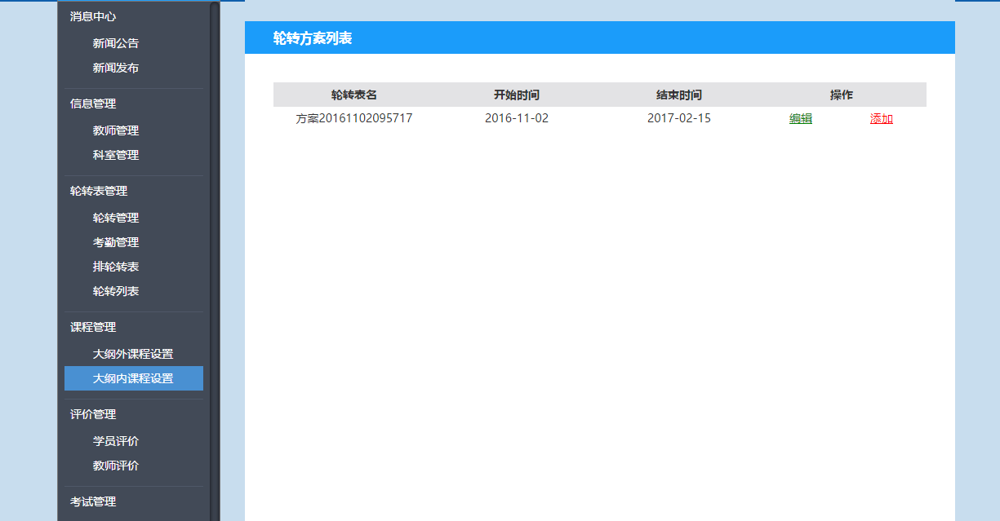 消息中心
新闻公告
新闻发布
信息管理
教师管理
科室管理
轮转表管理
轮转管理
考勤管理
排轮转表
轮转列表
课程管理
大纲外课程设置
大纲内课程设置
评价管理
学员评价
教师评价
考试管理
轮转方案列表
轮转表名 开始时间 结束时间 操作
方案20161102095717 2016-11-02 2017-02-15 编辑 添加